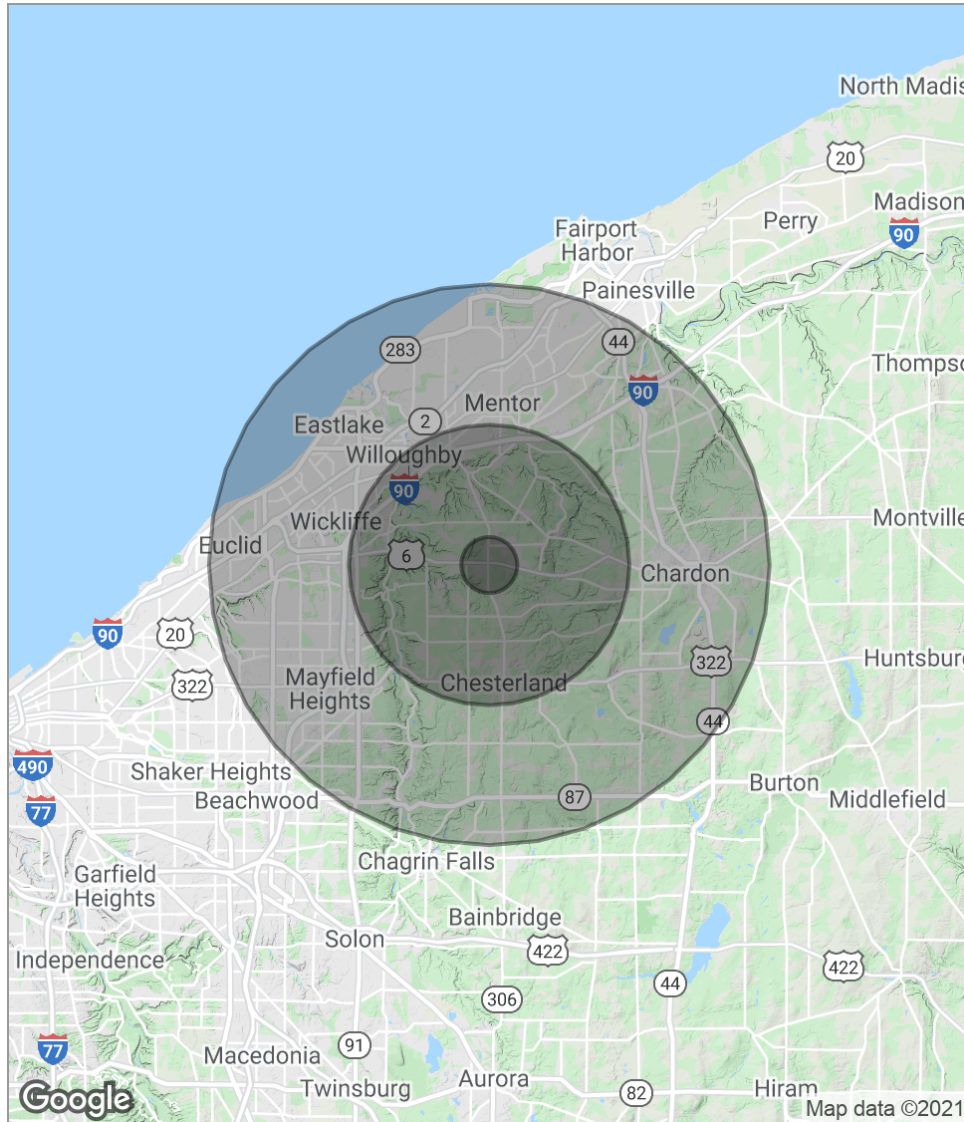 North Madis
20
Madison
Perry
90
Fairport
Harbor
Painesville
44
283
Thompso
90
Mentor
2
Eastlake
Willoughby
90
Wickliffe
Montville
Euclid
6
Chardon
90
20
322
Huntsburg
322
Mayfield
Heights
Chesterland
44
490
Shaker Heights
Burton
77
Beachwood
87
Middlefield
Chagrin Falls
Garfield
Heights
Bainbridge
Solon
422
Independence
422
44
306
77
91
Macedonia
Aurora
Twinsburg
82
Hiram
Google
Map data ©2021